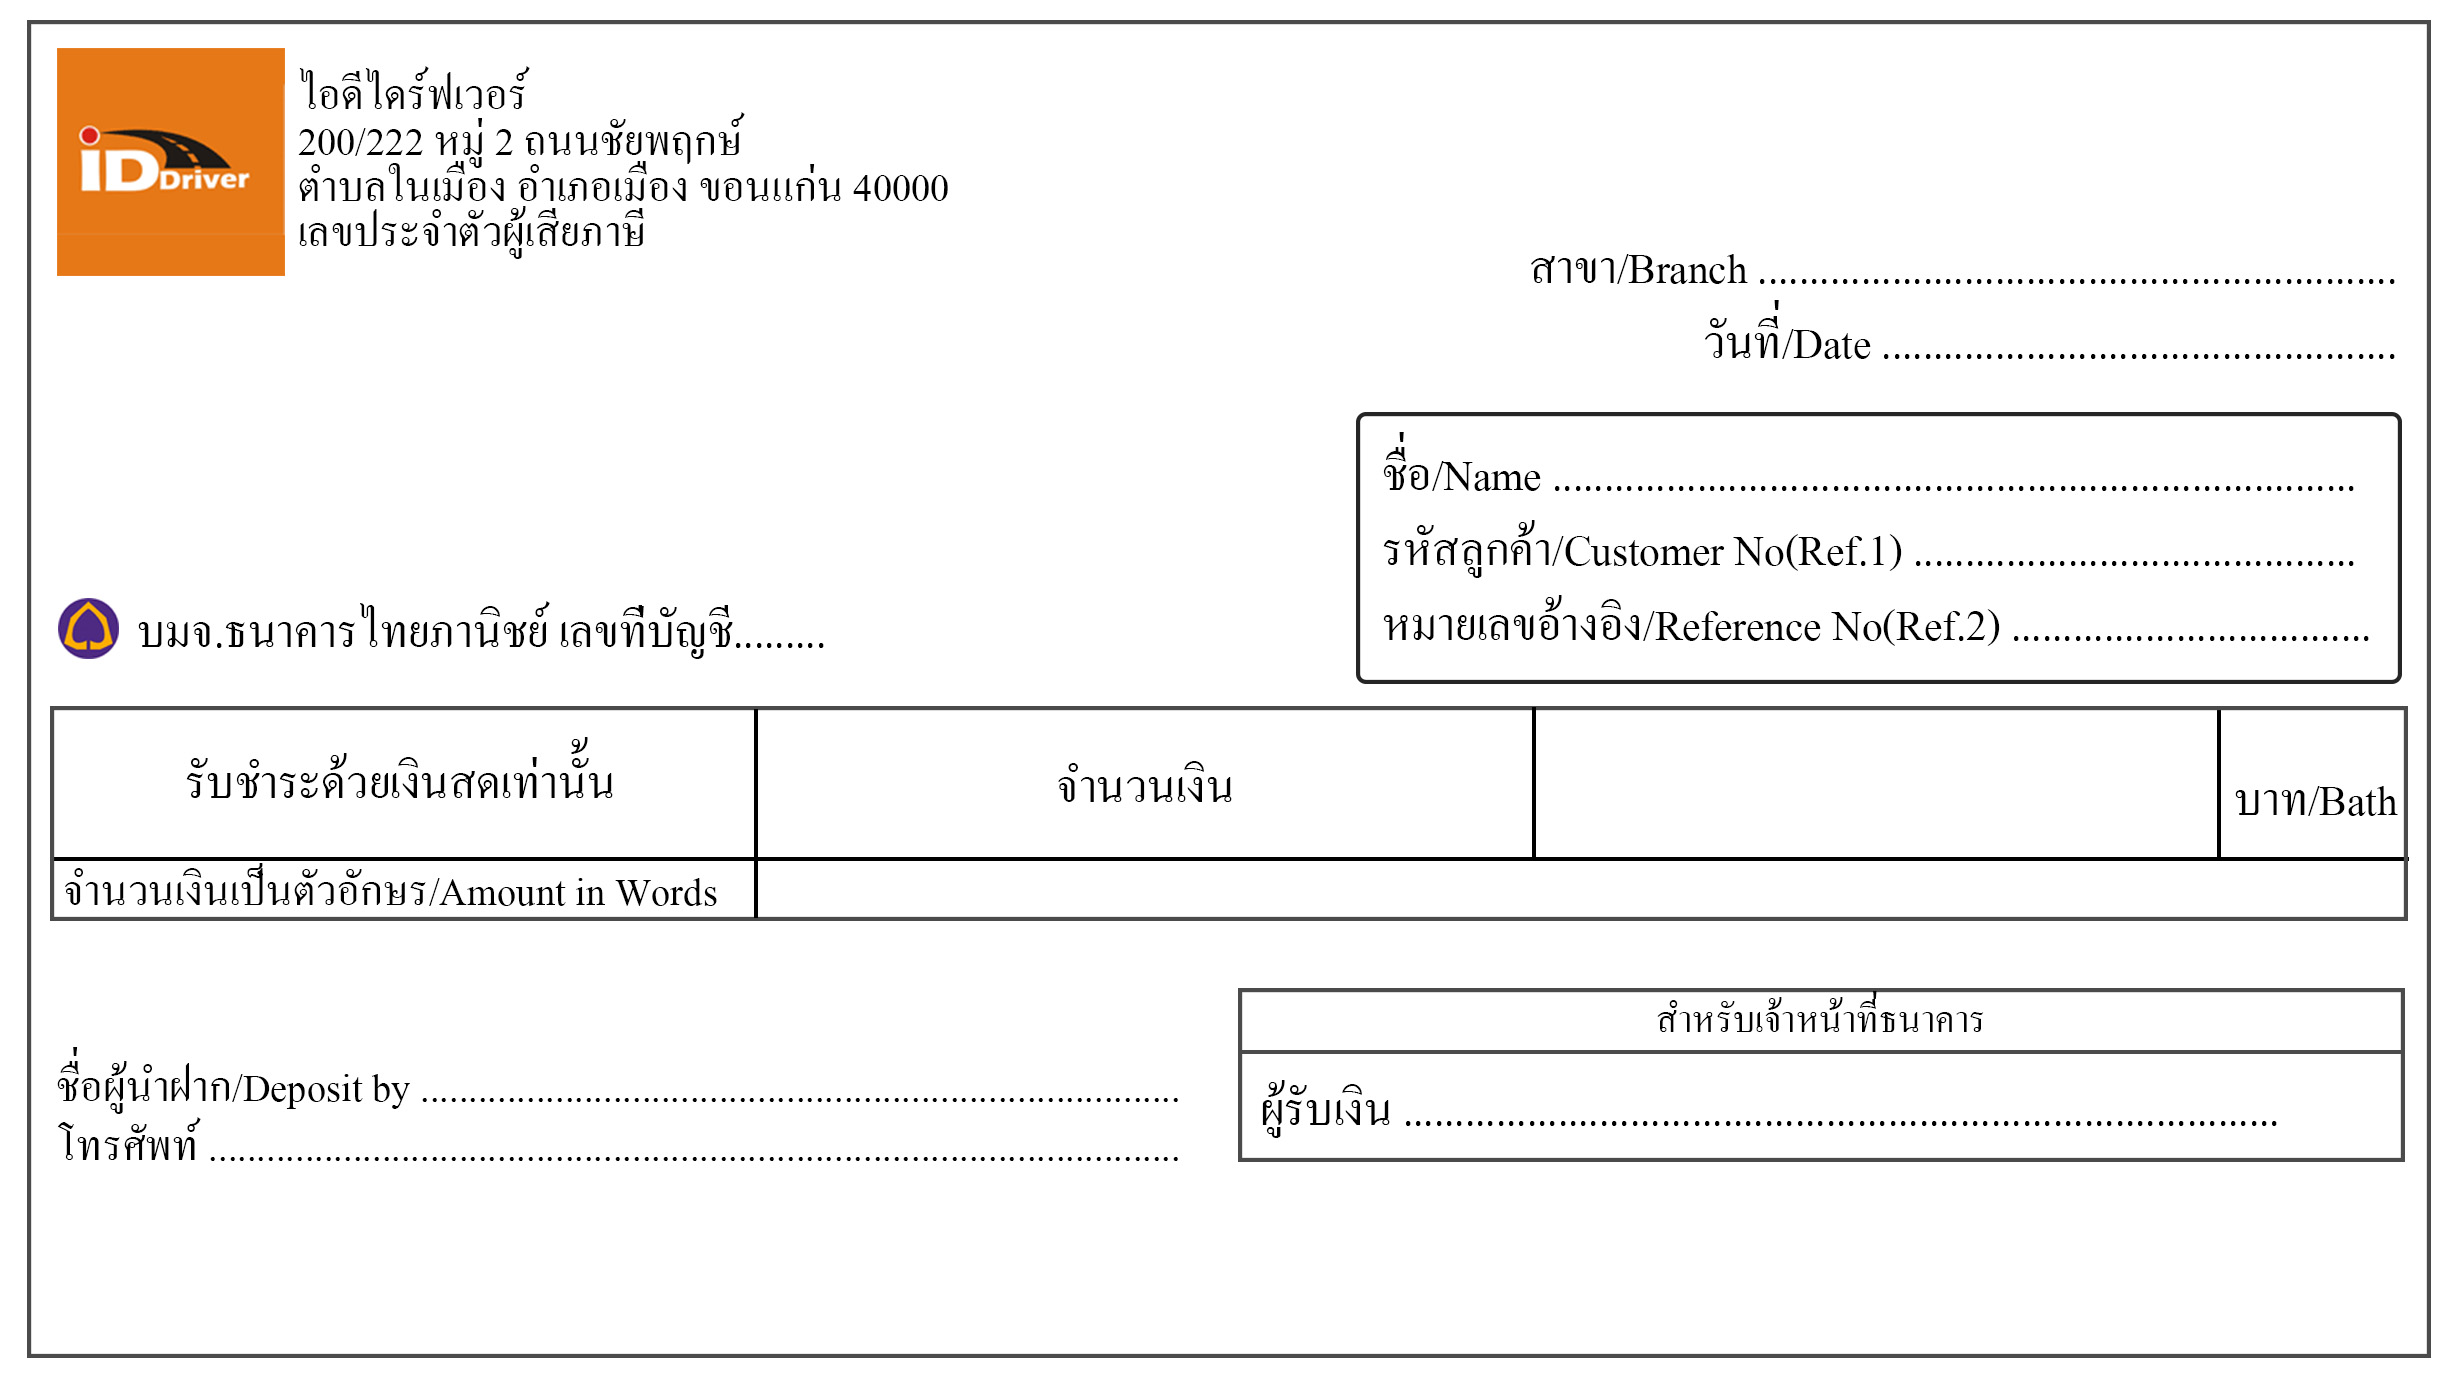 iD Driver
ไอดีไดร์ฟเวอร์
200/222 หมู่ 2 ถนนชัยพฤกษ์
ตำบลในเมือง อำเภอเมือง ขอนแก่น 40000
เลขประจำตัวผู้เสียภาษี
สาขา/Branch ..............................................................
วันที่/Date ..................................................
ชื่อ/Name ..............................................................................
รหัสลูกค้า/Customer No(Ref.1) ...........................................
หมายเลขอ้างอิง/Reference No(Ref.2) ...................................
บมจ.ธนาคารไทยภานิชย์ เลขที่บัญชี.........
รับชำระด้วยเงินสดเท่านั้น
จำนวนเงิน
บาท/Bath
จำนวนเงินเป็นตัวอักษร/Amount in Words
สำหรับเจ้าหน้าที่ธนาคาร
ชื่อผู้นำฝาก/Deposit by ...............................................................................
โทรศัพท์ .....................................................................................................
ผู้รับเงิน .....................................................................................